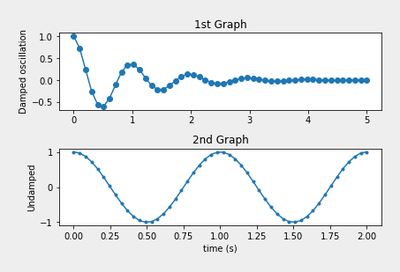 1st Graph
Damped oscillation
1.0
0.5
0.0
−0.5
0 1 2 3 4 5
2nd Graph
Undamped
1
0
−1
0.00 0.25 0.50 0.75 1.00 1.25 1.50 1.75 2.00
time (s)